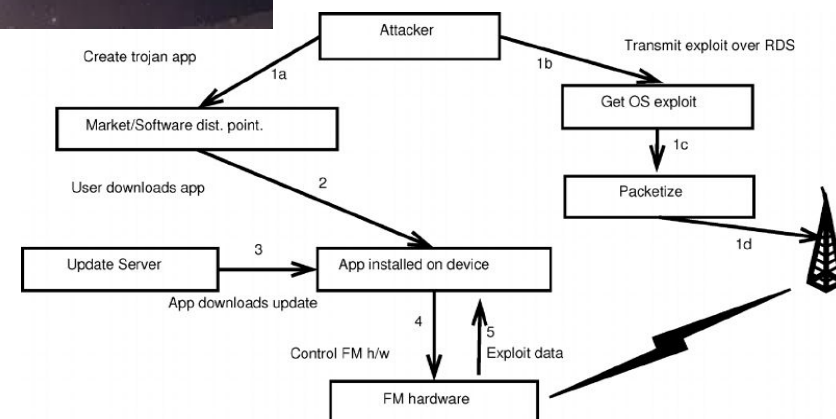 Attacker
Create trojan app
Transmit exploit over RDS
1a
1b
Get OS exploit
Market/Software dist. point.
1c
User downloads app
2
Packetize
1d
Update Server
3
App installed on device
App downloads update
4
5
Control FM h/w
Exploit data
FM hardware